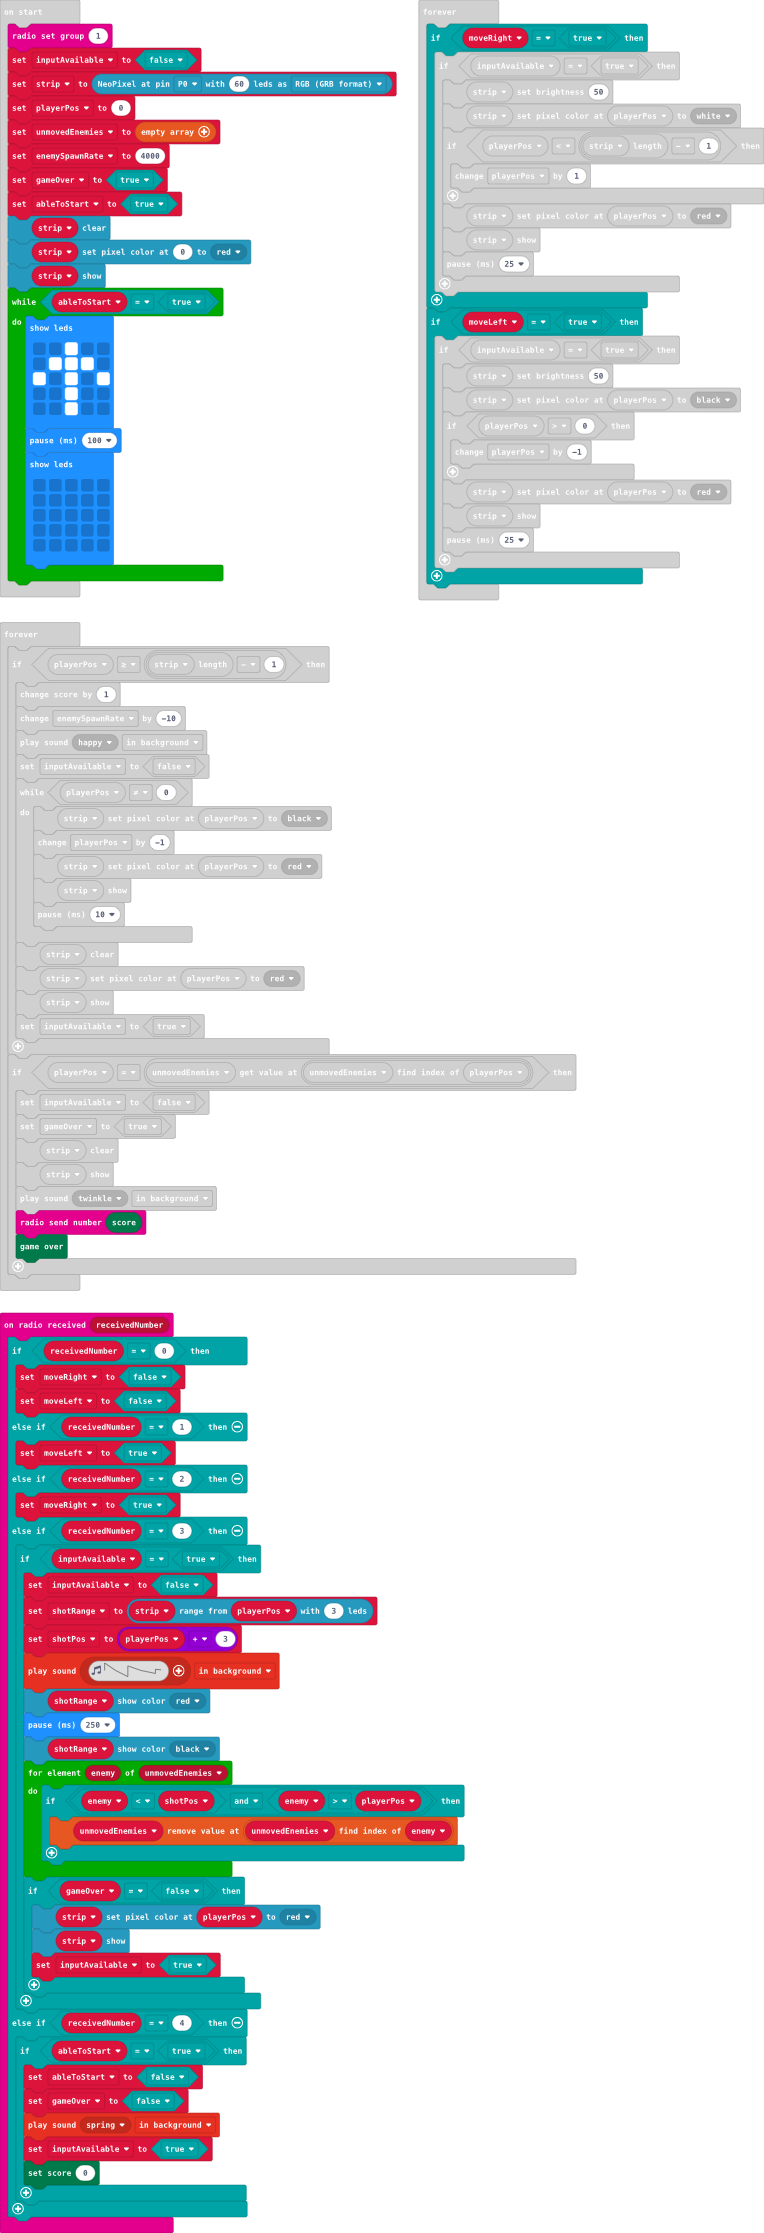 on start
radio set group 1
set inputAvailable to false
set strip to NeoPixel at pin P0 with 60 leds as RGB (GRB format)
set playerPos to 0
set unmovedEnemies to empty array
set enemySpawnRate to 4000
set gameOver to true
set ableToStart to true
strip clear
strip set pixel color at 0 to red
strip show
while ableToStart = true
do
show leds
pause (ms) 100
show leds
forever
if moveRight = true then
if inputAvailable = true then
strip set brightness 50
strip set pixel color at playerPos to white
if playerPos < strip length - 1 then
change playerPos by 1
strip set pixel color at playerPos to red
strip show
pause (ms) 25
if moveLeft = true then
if inputAvailable = true then
strip set brightness 50
strip set pixel color at playerPos to black
if playerPos > 0 then
change playerPos by -1
strip set pixel color at playerPos to red
strip show
pause (ms) 25
forever
if playerPos ≥ strip length - 1 then
change score by 1
change enemySpawnRate by -10
play sound happy in background
set inputAvailable to false
while playerPos ≠ 0
do
strip set pixel color at playerPos to black
change playerPos by -1
strip set pixel color at playerPos to red
strip show
pause (ms) 10
strip clear
strip set pixel color at playerPos to red
strip show
set inputAvailable to true
if playerPos = unmovedEnemies get value at unmovedEnemies find index of playerPos then
set inputAvailable to false
set gameOver to true
strip clear
strip show
play sound twinkle in background
radio send number score
game over
on radio received receivedNumber
if receivedNumber = 0 then
set moveRight to false
set moveLeft to false
else if receivedNumber = 1 then
set moveLeft to true
else if receivedNumber = 2 then
set moveRight to true
else if receivedNumber = 3 then
if inputAvailable = true then
set inputAvailable to false
set shotRange to strip range from playerPos with 3 leds
set shotPos to playerPos + 3
play sound in background
shotRange show color red
pause (ms) 250
shotRange show color black
for element enemy of unmovedEnemies
do
if enemy < shotPos and enemy > playerPos then
unmovedEnemies remove value at unmovedEnemies find index of enemy
if gameOver = false then
strip set pixel color at playerPos to red
strip show
set inputAvailable to true
else if receivedNumber = 4 then
if ableToStart = true then
set ableToStart to false
set gameOver to false
play sound spring in background
set inputAvailable to true
set score 0